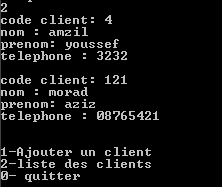 2
code client: 4
nom : amzil
prenom: youssef
telephone : 3232
code client: 121
nom : morad
prenom: aziz
telephone : 08765421
1-Ajouter un client
2-liste des clients
0- quitter